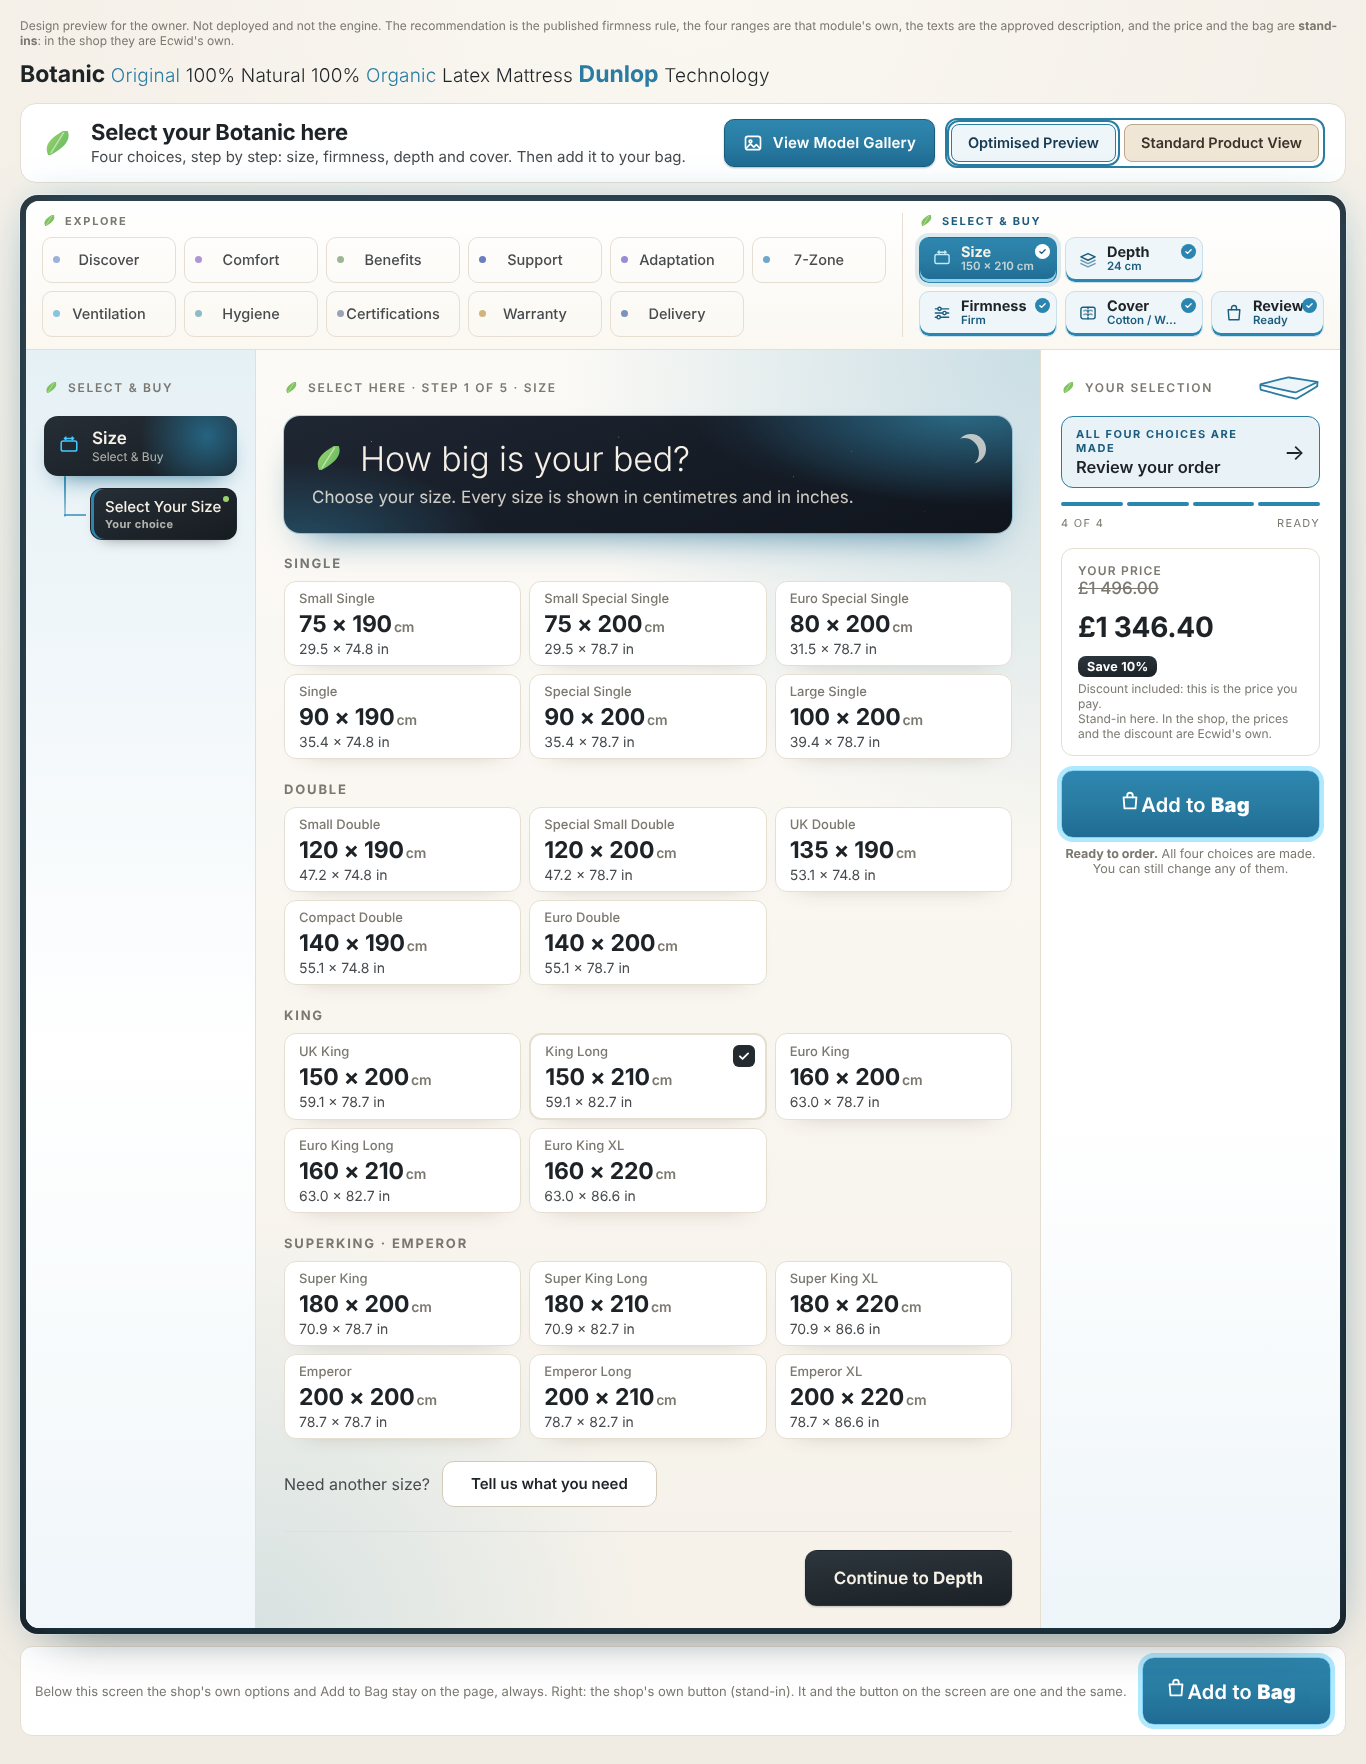 Design preview for the owner. Not deployed and not the engine. The recommendation is the published firmness rule, the four ranges are that module's own, the texts are the approved description, and the price and the bag are stand-
ins: in the shop they are Ecwid's own.
Botanic Original 100% Natural 100% Organic Latex Mattress Dunlop Technology
Select your Botanic here
Four choices, step by step: size, firmness, depth and cover. Then add it to your bag.
View Model Gallery
Optimised Preview
Standard Product View
EXPLORE
Discover
Comfort
Benefits
Support
Adaptation
7-Zone
Ventilation
Hygiene
Certifications
Warranty
Delivery
SELECT & BUY
Size
150 × 210 cm
Depth
24 cm
Firmness
Firm
Cover
Cotton / W...
Review
Ready
SELECT & BUY
Size
Select & Buy
Select Your Size
Your choice
SELECT HERE · STEP 1 OF 5 · SIZE
How big is your bed?
Choose your size. Every size is shown in centimetres and in inches.
SINGLE
Small Single
75 × 190 cm
29.5 × 74.8 in
Small Special Single
75 × 200 cm
29.5 × 78.7 in
Euro Special Single
80 × 200 cm
31.5 × 78.7 in
Single
90 × 190 cm
35.4 × 74.8 in
Special Single
90 × 200 cm
35.4 × 78.7 in
Large Single
100 × 200 cm
39.4 × 78.7 in
DOUBLE
Small Double
120 × 190 cm
47.2 × 74.8 in
Special Small Double
120 × 200 cm
47.2 × 78.7 in
UK Double
135 × 190 cm
53.1 × 74.8 in
Compact Double
140 × 190 cm
55.1 × 74.8 in
Euro Double
140 × 200 cm
55.1 × 78.7 in
KING
UK King
150 × 200 cm
59.1 × 78.7 in
King Long
150 × 210 cm
59.1 × 82.7 in
Euro King
160 × 200 cm
63.0 × 78.7 in
Euro King Long
160 × 210 cm
63.0 × 82.7 in
Euro King XL
160 × 220 cm
63.0 × 86.6 in
SUPERKING · EMPEROR
Super King
180 × 200 cm
70.9 × 78.7 in
Super King Long
180 × 210 cm
70.9 × 82.7 in
Super King XL
180 × 220 cm
70.9 × 86.6 in
Emperor
200 × 200 cm
78.7 × 78.7 in
Emperor Long
200 × 210 cm
78.7 × 82.7 in
Emperor XL
200 × 220 cm
78.7 × 86.6 in
Need another size?
Tell us what you need
Continue to Depth
YOUR SELECTION
ALL FOUR CHOICES ARE
MADE
Review your order
4 OF 4
READY
YOUR PRICE
£1 496.00
£1 346.40
Save 10%
Discount included: this is the price you
pay.
Stand-in here. In the shop, the prices
and the discount are Ecwid's own.
Add to Bag
Ready to order. All four choices are made.
You can still change any of them.
Below this screen the shop's own options and Add to Bag stay on the page, always. Right: the shop's own button (stand-in). It and the button on the screen are one and the same.
Add to Bag